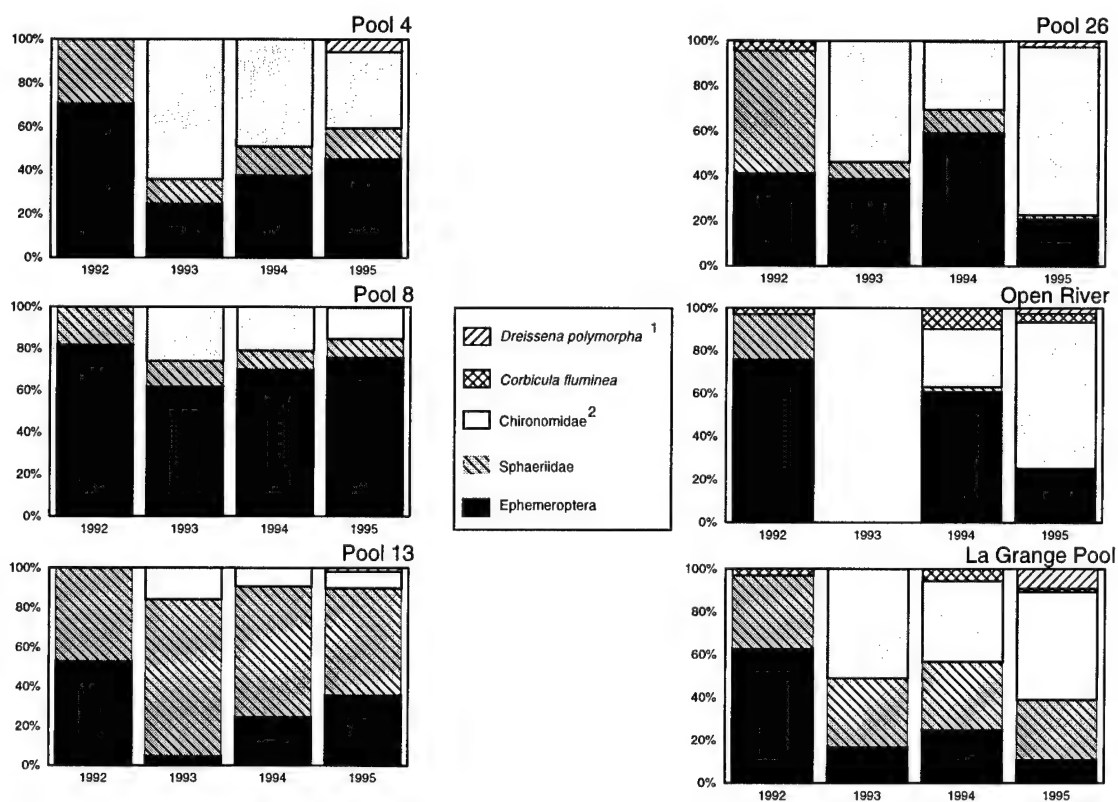 Pool 4
100%
80%
60%
40%
20%
0%
1992 1993 1994 1995
Pool 8
100%
80%
60%
40%
20%
0%
1992 1993 1994 1995
Pool 13
100%
80%
60%
40%
20%
0%
1992 1993 1994 1995
Dreissena polymorpha 1
Corbicula fluminea
Chironomidae 2
Sphaeriidae
Ephemeroptera
Pool 26
100%
80%
60%
40%
20%
0%
1992 1993 1994 1995
Open River
100%
80%
60%
40%
20%
0%
1992 1993 1994 1995
La Grange Pool
100%
80%
60%
40%
20%
0%
1992 1993 1994 1995